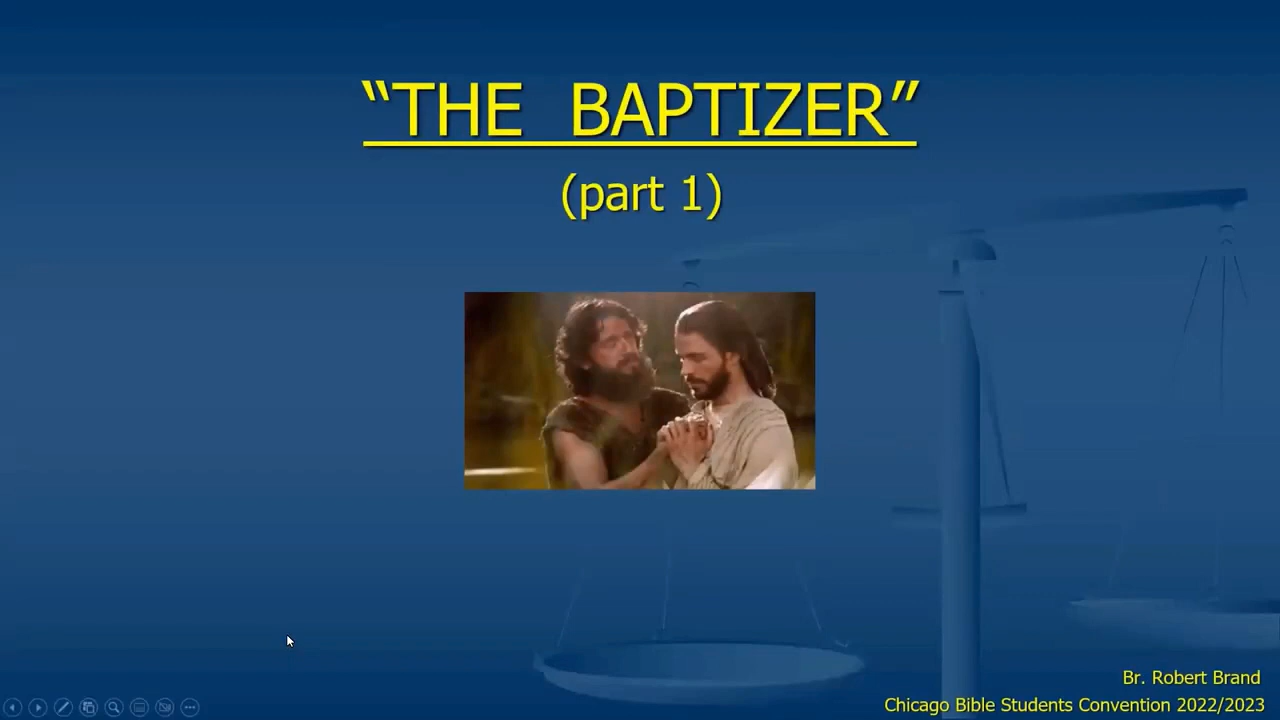 “THE BAPTIZER”
(part 1)
Br. Robert Brand
Chicago Bible Students Convention 2022/2023